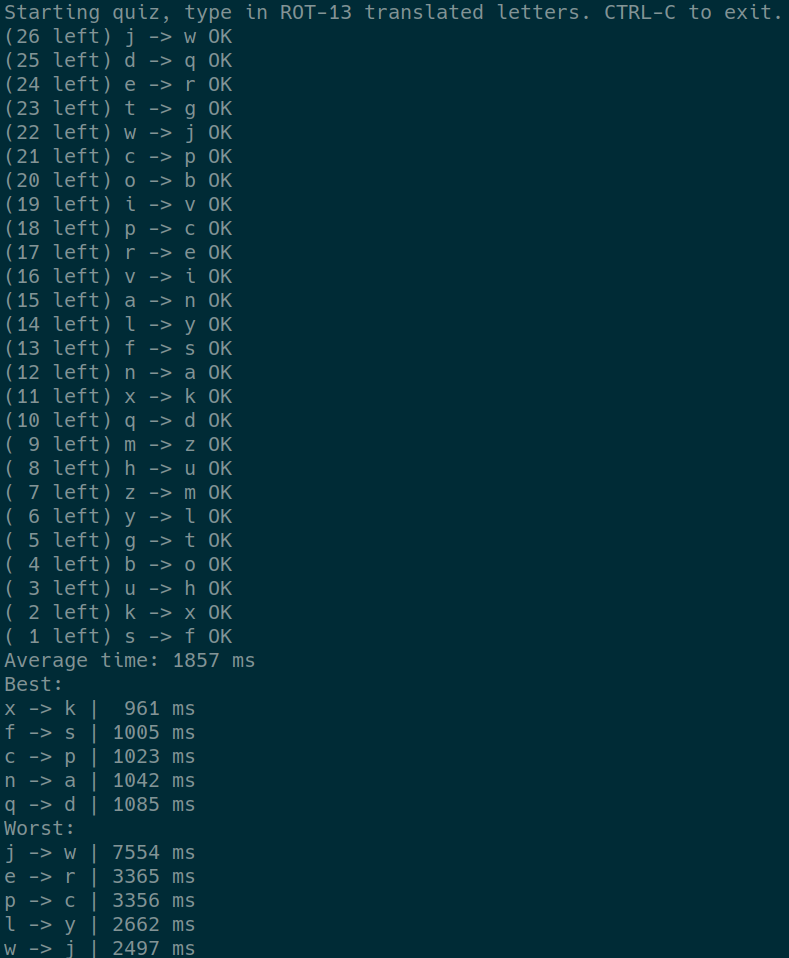 Starting quiz, type in ROT-13 translated letters. CTRL-C to exit.
(26 left) j -> w OK
(25 left) d -> q OK
(24 left) e -> r OK
(23 left) t -> g OK
(22 left) w -> j OK
(21 left) c -> p OK
(20 left) o -> b OK
(19 left) i -> v OK
(18 left) p -> c OK
(17 left) r -> e OK
(16 left) v -> i OK
(15 left) a -> n OK
(14 left) l -> y OK
(13 left) f -> s OK
(12 left) n -> a OK
(11 left) x -> k OK
(10 left) q -> d OK
( 9 left) m -> z OK
( 8 left) h -> u OK
( 7 left) z -> m OK
( 6 left) y -> l OK
( 5 left) g -> t OK
( 4 left) b -> o OK
( 3 left) u -> h OK
( 2 left) k -> x OK
( 1 left) s -> f OK
Average time: 1857 ms
Best:
x -> k |  961 ms
f -> s | 1005 ms
c -> p | 1023 ms
n -> a | 1042 ms
q -> d | 1085 ms
Worst:
j -> w | 7554 ms
e -> r | 3365 ms
p -> c | 3356 ms
l -> y | 2662 ms
w -> j | 2497 ms